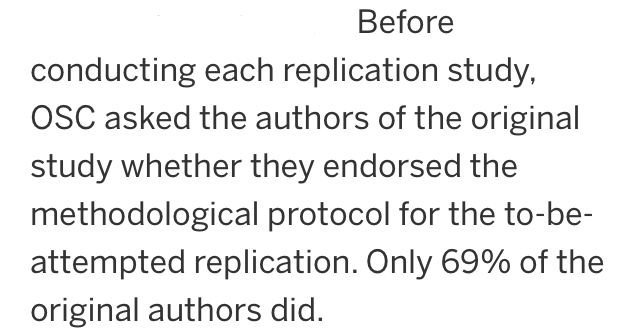 Before
conducting each replication study,
OSC asked the authors of the original
study whether they endorsed the
methodological protocol for the to-be-
attempted replication. Only 69% of the
original authors did.